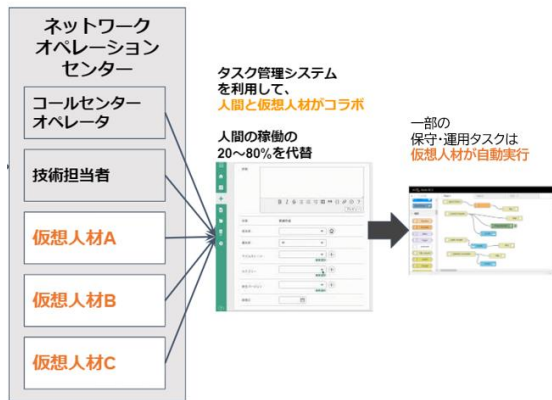 ネットワーク
オペレーション
センター
コールセンター
オペレータ
技術担当者
仮想人材A
仮想人材B
仮想人材C
タスク管理システム
を利用して、
人間と仮想人材がコラボ
人間の稼働の
20～80%を代替
一部の
保守・運用タスクは
仮想人材が自動実行